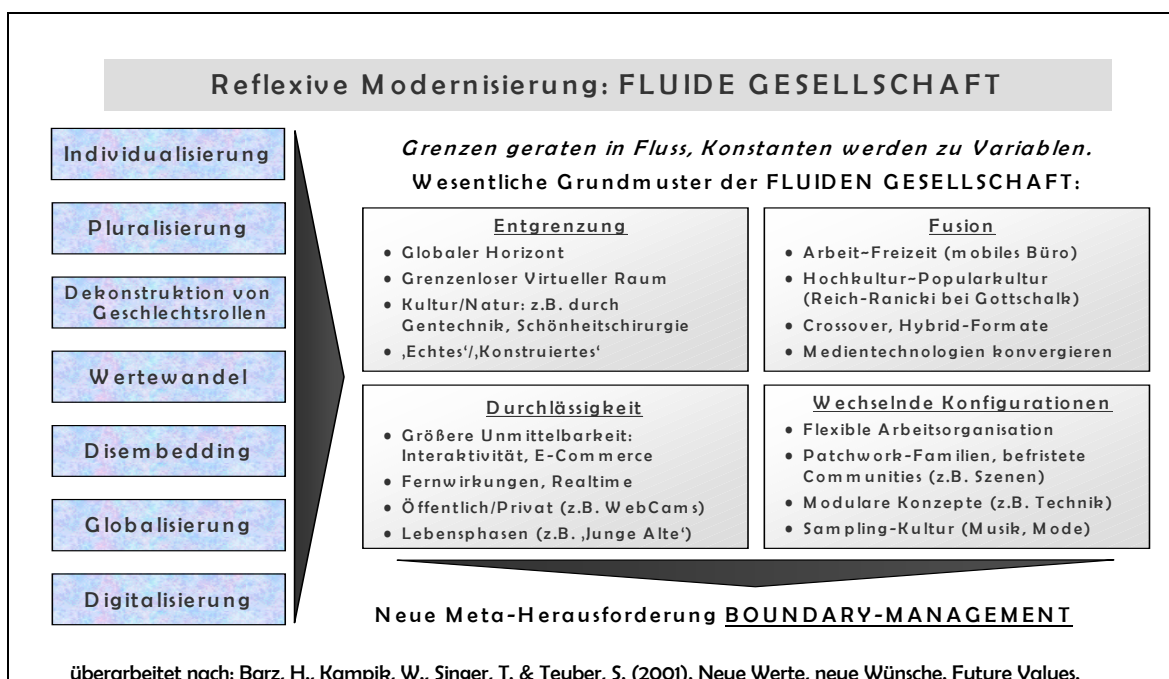 Reflexive Modernisierung: FLUIDE GESELLSCHAFT
Individualisierung
Pluralisierung
Dekonstruktion von
Geschlechtsrollen
Wertewandel
Disembedding
Globalisierung
Digitalisierung
Grenzen geraten in Fluss, Konstanten werden zu Variablen.
Wesentliche Grundmuster der FLUIDEN GESELLSCHAFT:
Entgrenzung
• Globaler Horizont
• Grenzenloser Virtueller Raum
• Kultur/Natur: z.B. durch
Gentechnik, Schönheitschirurgie
• ‚Echtes‘/‚Konstruiertes‘
Fusion
• Arbeit~Freizeit (mobiles Büro)
• Hochkultur~Popularkultur
(Reich-Ranicki bei Gottschalk)
• Crossover, Hybrid-Formate
• Medientechnologien konvergieren
Durchlässigkeit
• Größere Unmittelbarkeit:
Interaktivität, E-Commerce
• Fernwirkungen, Realtime
• Öffentlich/Privat (z.B. WebCams)
• Lebensphasen (z.B. ‚Junge Alte‘)
Wechselnde Konfigurationen
• Flexible Arbeitsorganisation
• Patchwork-Familien, befristete
Communities (z.B. Szenen)
• Modulare Konzepte (z.B. Technik)
• Sampling-Kultur (Musik, Mode)
Neue Meta-Herausforderung BOUNDARY-MANAGEMENT
überarbeitet nach: Barz, H., Kampik, W., Singer, T. & Teuber, S. (2001). Neue Werte, neue Wünsche. Future Values.